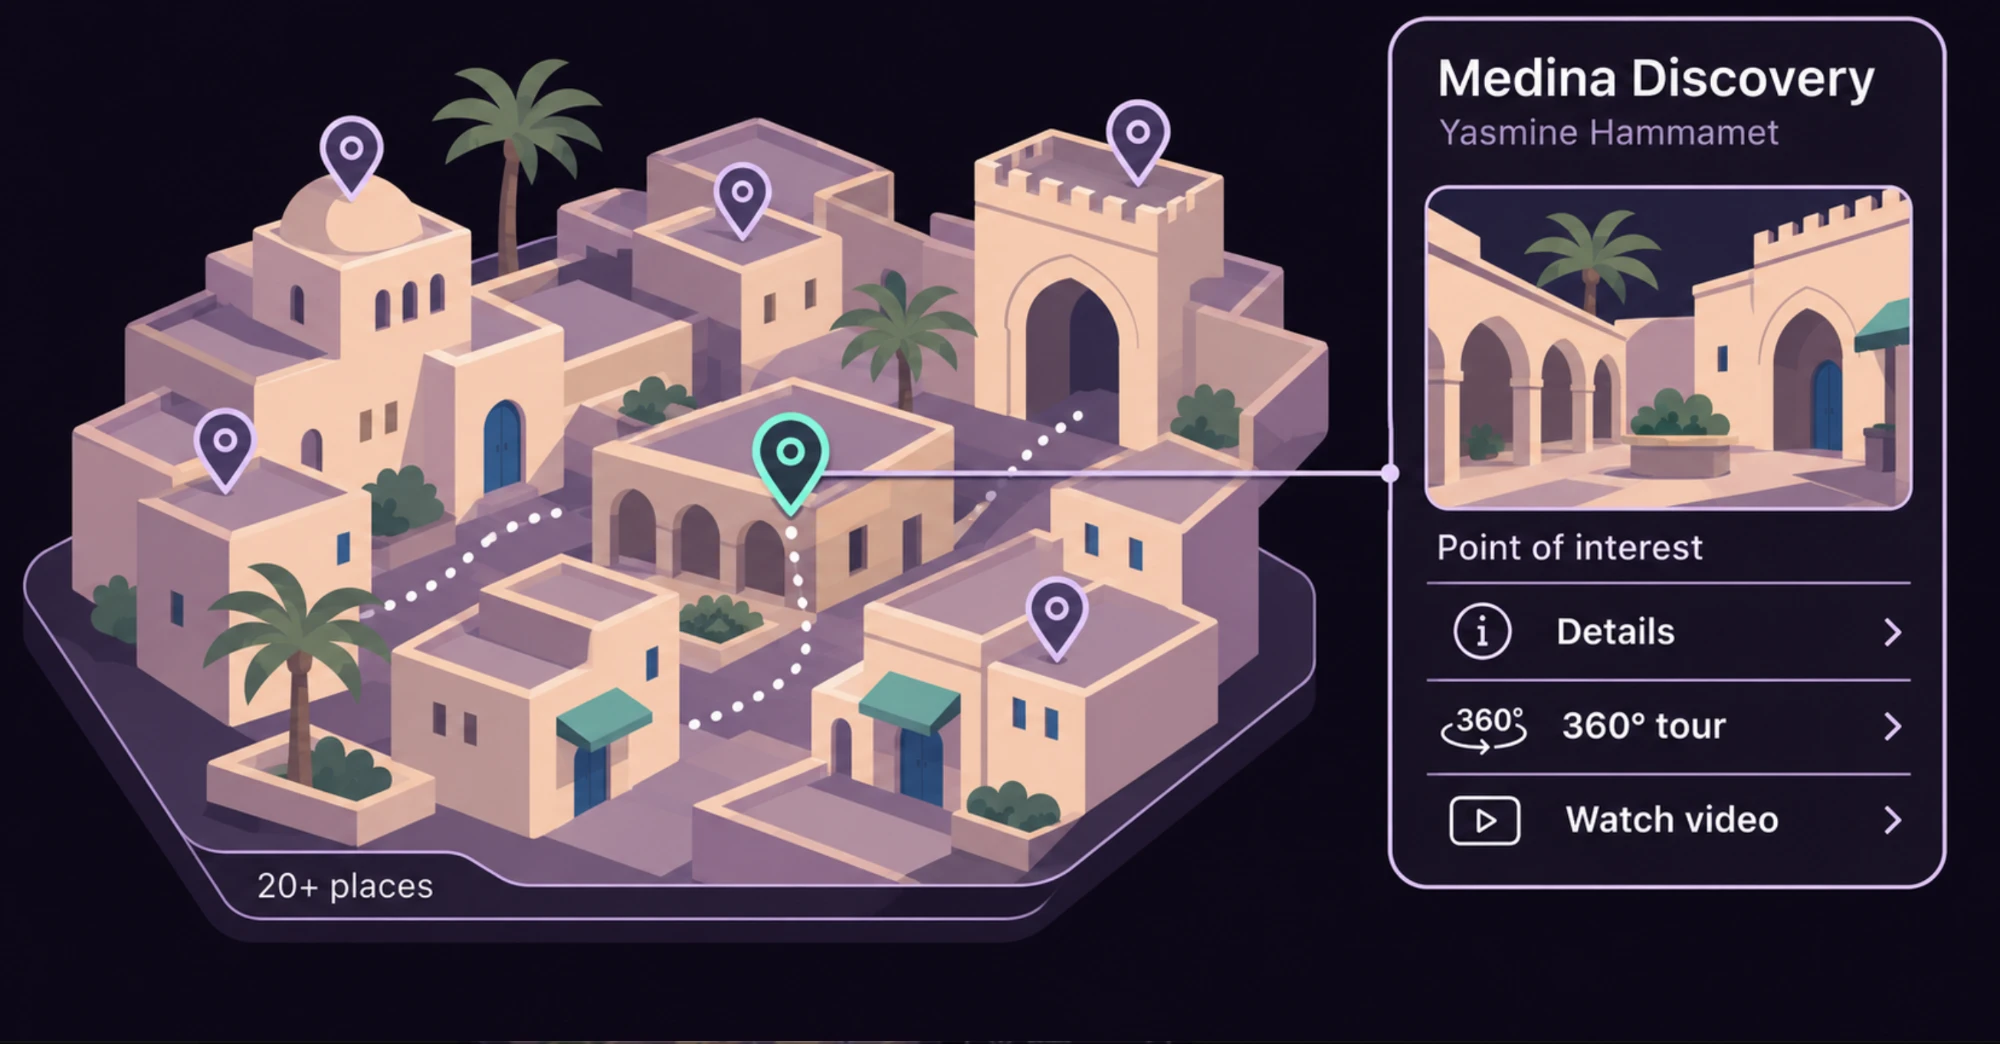 Medina Discovery
Yasmine Hammamet
Point of interest
Details
360° 360° tour
Watch video
20+ places